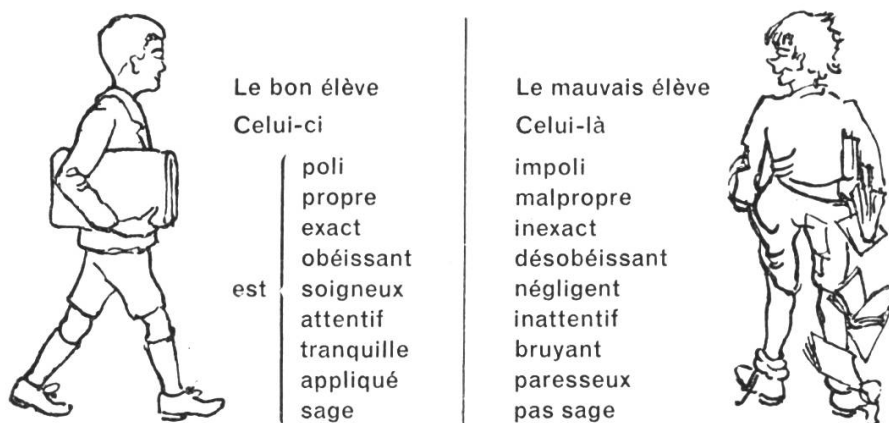 Le bon élève
Celui-ci
est
poli
propre
exact
obéissant
soigneux
attentif
tranquille
appliqué
sage
Le mauvais élève
Celui-là
impoli
malpropre
inexact
désobéissant
négligent
inattentif
bruyant
paresseux
pas sage